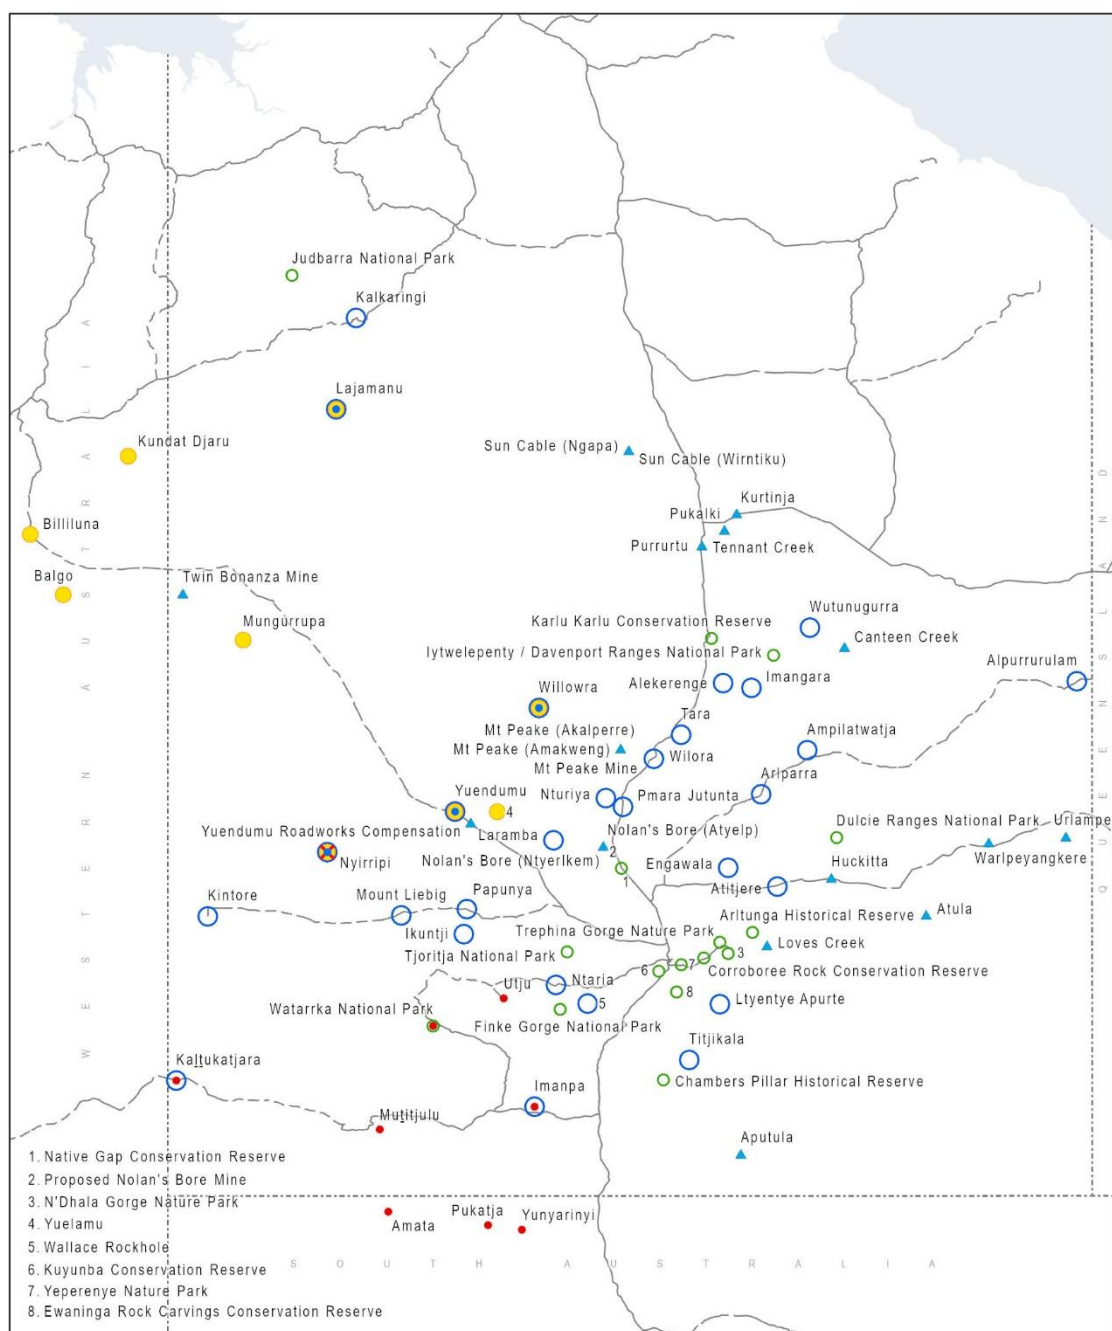 Judbarra National Park
Kalkaringi
Lajamanu
Kundat Djaru
Sun Cable (Ngapa)
Sun Cable (Wirntiku)
Billiluna
Kurtinja
Pukalki
Purrurtu
Tennant Creek
Balgo
Twin Bonanza Mine
Mungurrupa
Wutunugurra
Karlu Karlu Conservation Reserve
Canteen Creek
Iytwelepenty / Davenport Ranges National Park
Alpurrurulam
Alekerenge
Imangara
Willowra
Tara
Mt Peake (Akalperre)
Ampilatwatja
Mt Peake (Amakweng)
Wilora
Mt Peake Mine
Arlparra
Yuendumu
4
Nturiya
Pmara Jutunta
Dulcie Ranges National Park
Urlampe
Yuendumu Roadworks Compensation
Laramba
Nolan's Bore (Atyelp)
2
Warlpeyangkere
Nyirripi
Nolan's Bore (Ntyerlkem)
1
Engawala
Huckitta
Atitjere
Kintore
Mount Liebig
Papunya
Ikuntji
Arltunga Historical Reserve
Atula
Trephina Gorge Nature Park
3
Loves Creek
Tjoritja National Park
6
7
Corroboree Rock Conservation Reserve
Utju
Ntaria
8
5
Ltyentye Apurte
Watarrka National Park
Finke Gorge National Park
Titjikala
Kaḻṯukatjara
Chambers Pillar Historical Reserve
Imanpa
Muṯitjulu
Aputula
WESTERN AUSTRALIA
QUEENSLAND
1. Native Gap Conservation Reserve
2. Proposed Nolan's Bore Mine
3. N'Dhala Gorge Nature Park
4. Yuelamu
5. Wallace Rockhole
6. Kuyunba Conservation Reserve
7. Yeperenye Nature Park
8. Ewaninga Rock Carvings Conservation Reserve
Amata
Pukatja
Yunyarinyi
SOUTH AUSTRALIA